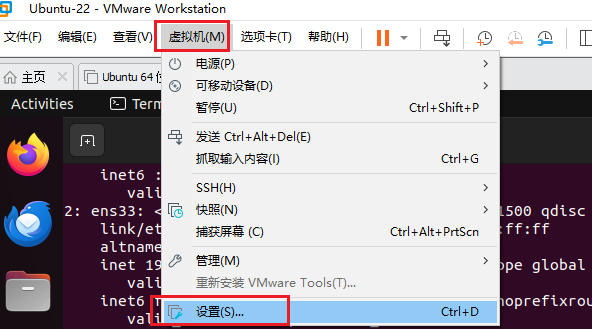 Ubuntu-22 - VMware Workstation
文件(F) 编辑(E) 查看(V) 虚拟机(M) 选项卡(T) 帮助(H)
主页 Ubuntu 64 位
电源(P)
可移动设备(D)
暂停(U) Ctrl+Shift+P
发送 Ctrl+Alt+Del(E)
抓取输入内容(I) Ctrl+G
SSH(H)
快照(N)
捕获屏幕 (C) Ctrl+Alt+PrtScn
管理(M)
重新安装 VMware Tools(T)...
设置(S)... Ctrl+D
Activities Term
inet6 :
vali
2: ens33: < 1500 qdisc
link/et :ff:ff
altname
inet 19 ope global
vali
inet6 noprefixrou
vali